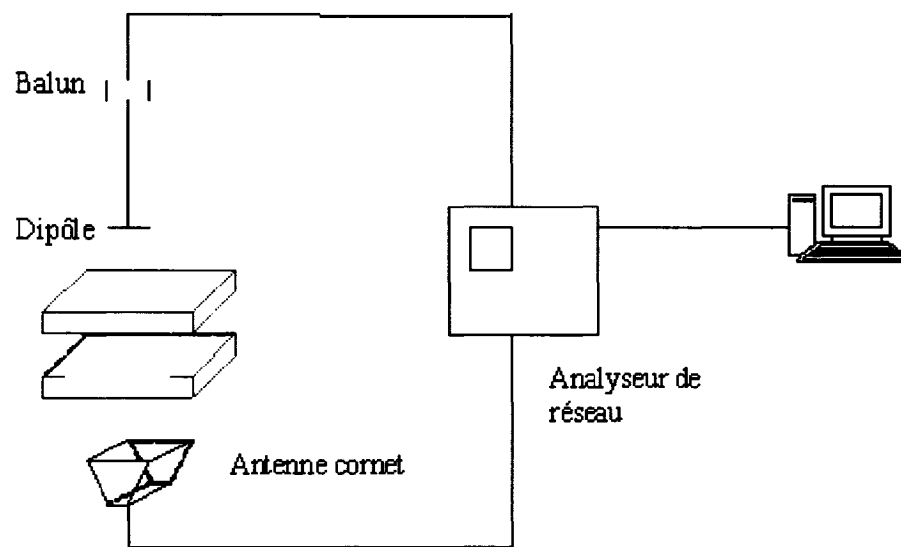 Balun
Dipôle
Analyseur de
réseau
Antenne cornet